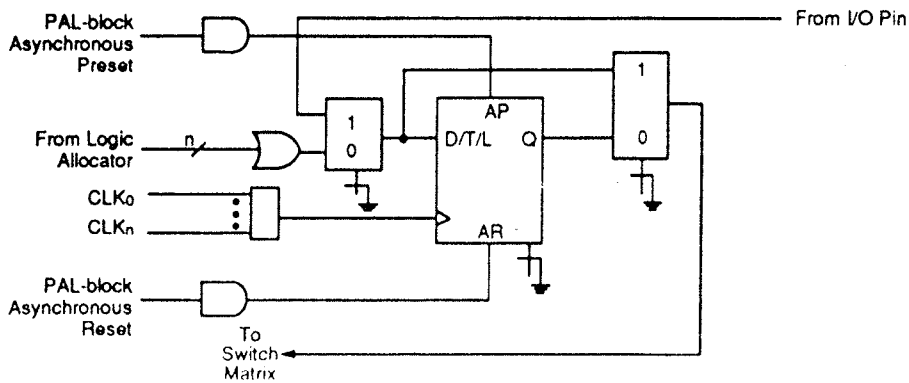 PAL-block
Asynchronous
Preset
From I/O Pin
1
0
AP
D/T/L
Q
AR
1
0
From Logic
Allocator
n
CLK0
CLKn
PAL-block
Asynchronous
Reset
To
Switch
Matrix